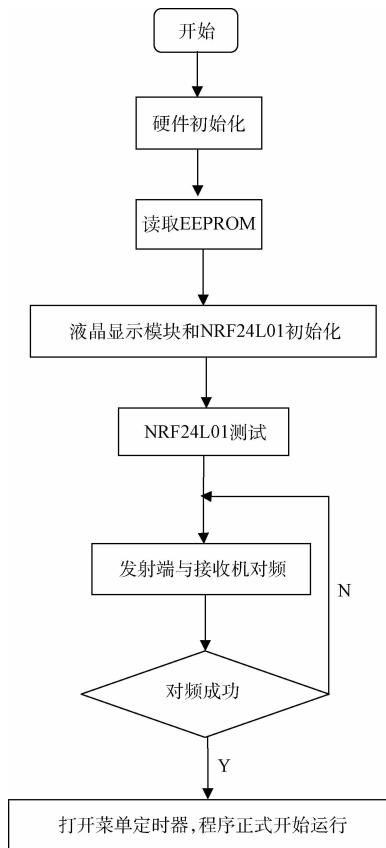 开始
硬件初始化
读取EEPROM
液晶显示模块和NRF24L01初始化
NRF24L01测试
发射端与接收机对频
N
对频成功
Y
打开菜单定时器,程序正式开始运行